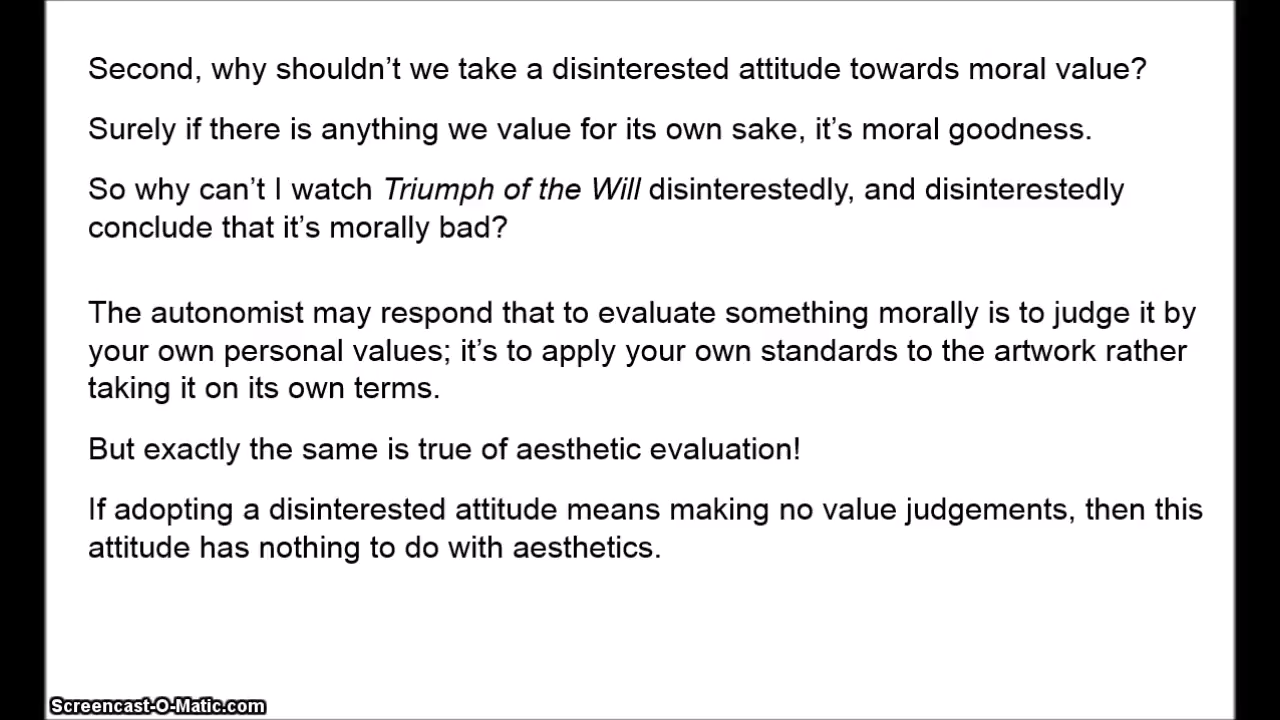 Second, why shouldn't we take a disinterested attitude towards moral value?
Surely if there is anything we value for its own sake, it's moral goodness.
So why can't I watch Triumph of the Will disinterestedly, and disinterestedly
conclude that it's morally bad?
The autonomist may respond that to evaluate something morally is to judge it by
your own personal values; it's to apply your own standards to the artwork rather
taking it on its own terms.
But exactly the same is true of aesthetic evaluation!
If adopting a disinterested attitude means making no value judgements, then this
attitude has nothing to do with aesthetics.
Screencast-O-Matic.com